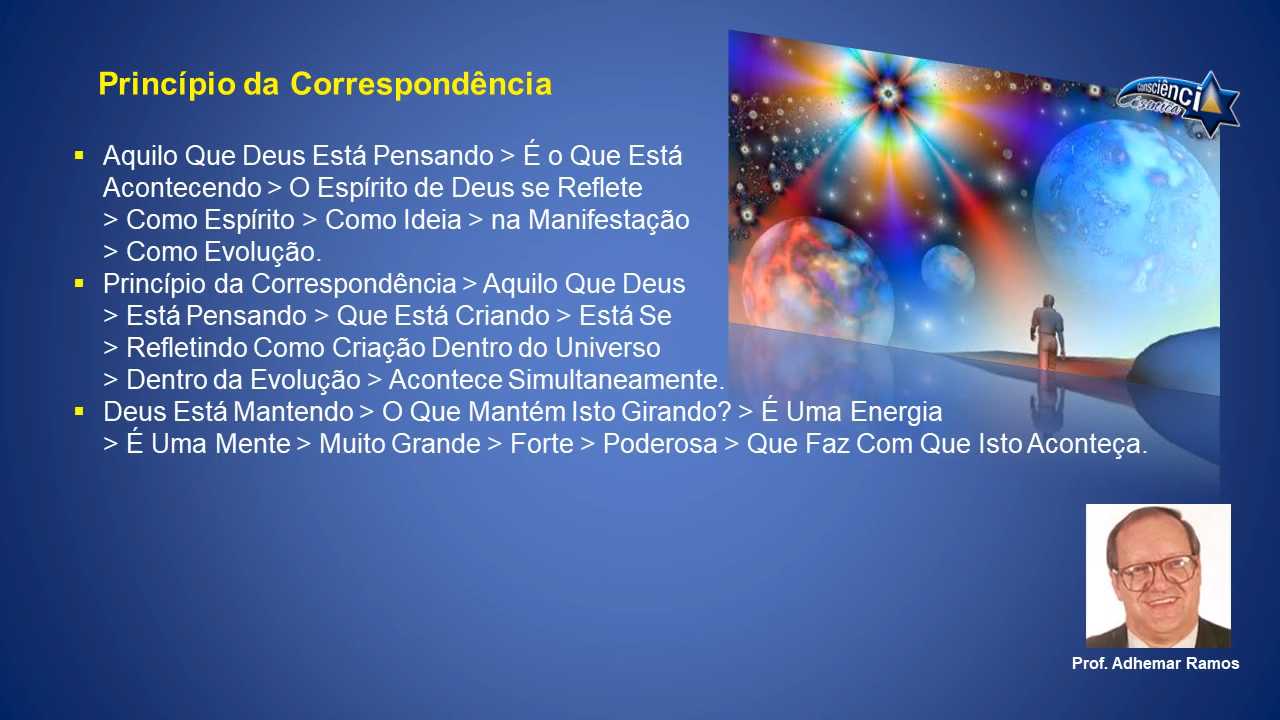 Princípio da Correspondência
Consciênci
Cósmica
▪ Aquilo Que Deus Está Pensando > É o Que Está
Acontecendo > O Espírito de Deus se Reflete
> Como Espírito > Como Ideia > na Manifestação
> Como Evolução.
▪ Princípio da Correspondência > Aquilo Que Deus
> Está Pensando > Que Está Criando > Está Se
> Refletindo Como Criação Dentro do Universo
> Dentro da Evolução > Acontece Simultaneamente.
▪ Deus Está Mantendo > O Que Mantém Isto Girando? > É Uma Energia
> É Uma Mente > Muito Grande > Forte > Poderosa > Que Faz Com Que Isto Aconteça.
Prof. Adhemar Ramos